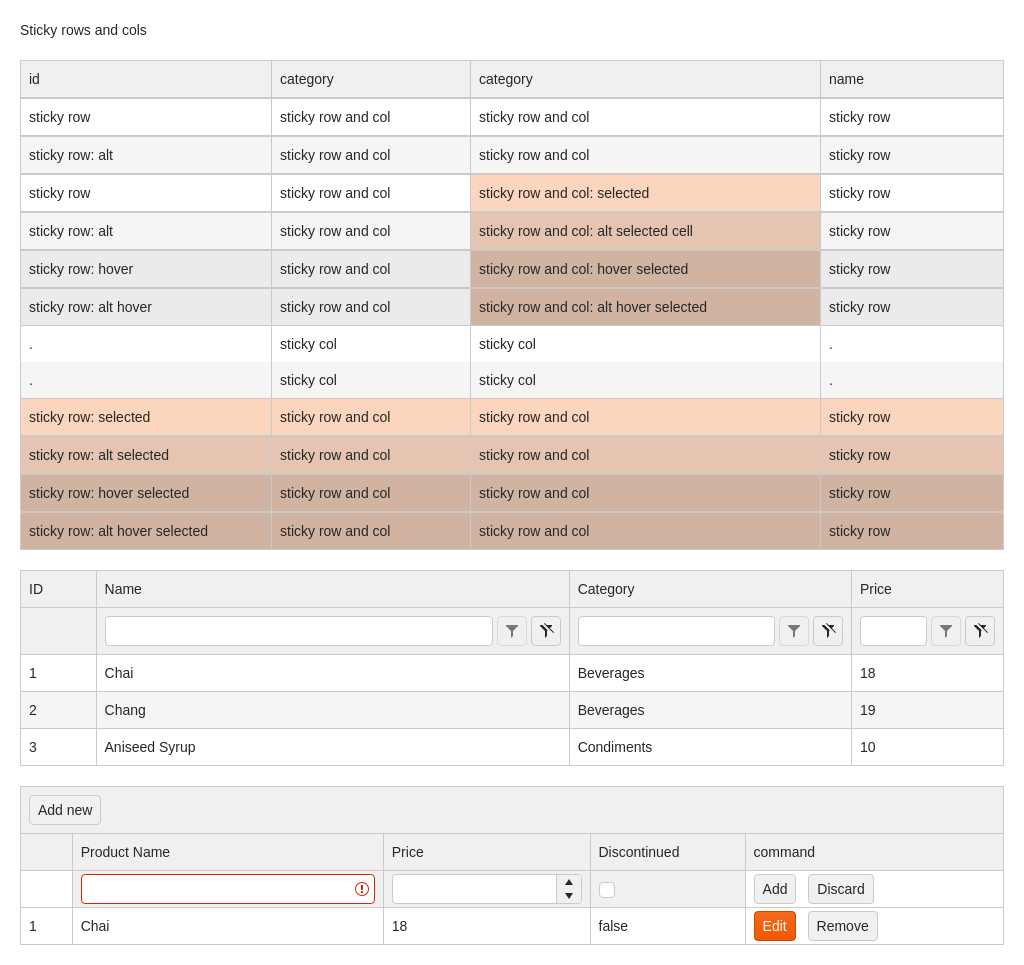 Sticky rows and cols
id category category name
sticky row sticky row and col sticky row and col sticky row
sticky row: alt sticky row and col sticky row and col sticky row
sticky row sticky row and col sticky row and col: selected sticky row
sticky row: alt sticky row and col sticky row and col: alt selected cell sticky row
sticky row: hover sticky row and col sticky row and col: hover selected sticky row
sticky row: alt hover sticky row and col sticky row and col: alt hover selected sticky row
. sticky col sticky col .
. sticky col sticky col .
sticky row: selected sticky row and col sticky row and col sticky row
sticky row: alt selected sticky row and col sticky row and col sticky row
sticky row: hover selected sticky row and col sticky row and col sticky row
sticky row: alt hover selected sticky row and col sticky row and col sticky row
ID Name Category Price
1 Chai Beverages 18
2 Chang Beverages 19
3 Aniseed Syrup Condiments 10
Add new
Product Name Price Discontinued command
Add Discard
1 Chai 18 false Edit Remove